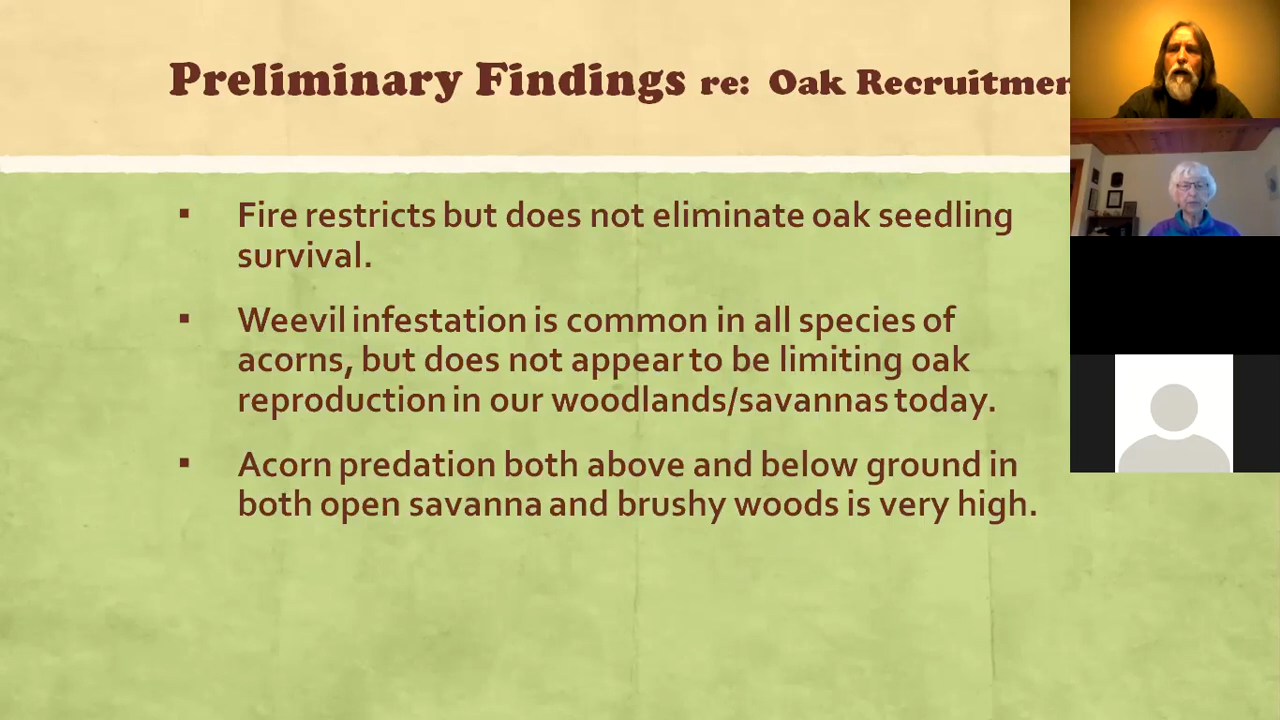 Preliminary Findings re: Oak Recruitmen
▪ Fire restricts but does not eliminate oak seedling
survival.
▪ Weevil infestation is common in all species of
acorns, but does not appear to be limiting oak
reproduction in our woodlands/savannas today.
▪ Acorn predation both above and below ground in
both open savanna and brushy woods is very high.